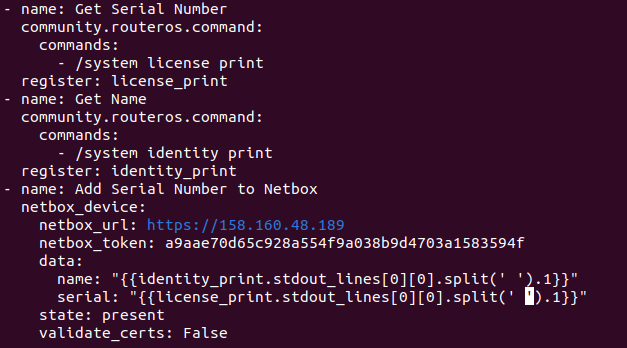 - name: Get Serial Number
  community.routeros.command:
    commands:
      - /system license print
  register: license_print
- name: Get Name
  community.routeros.command:
    commands:
      - /system identity print
  register: identity_print
- name: Add Serial Number to Netbox
  netbox_device:
    netbox_url: https://158.160.48.189
    netbox_token: a9aae70d65c928a554f9a038b9d4703a1583594f
    data:
      name: "{{identity_print.stdout_lines[0][0].split(' ').1}}"
      serial: "{{license_print.stdout_lines[0][0].split(' ').1}}"
    state: present
    validate_certs: False